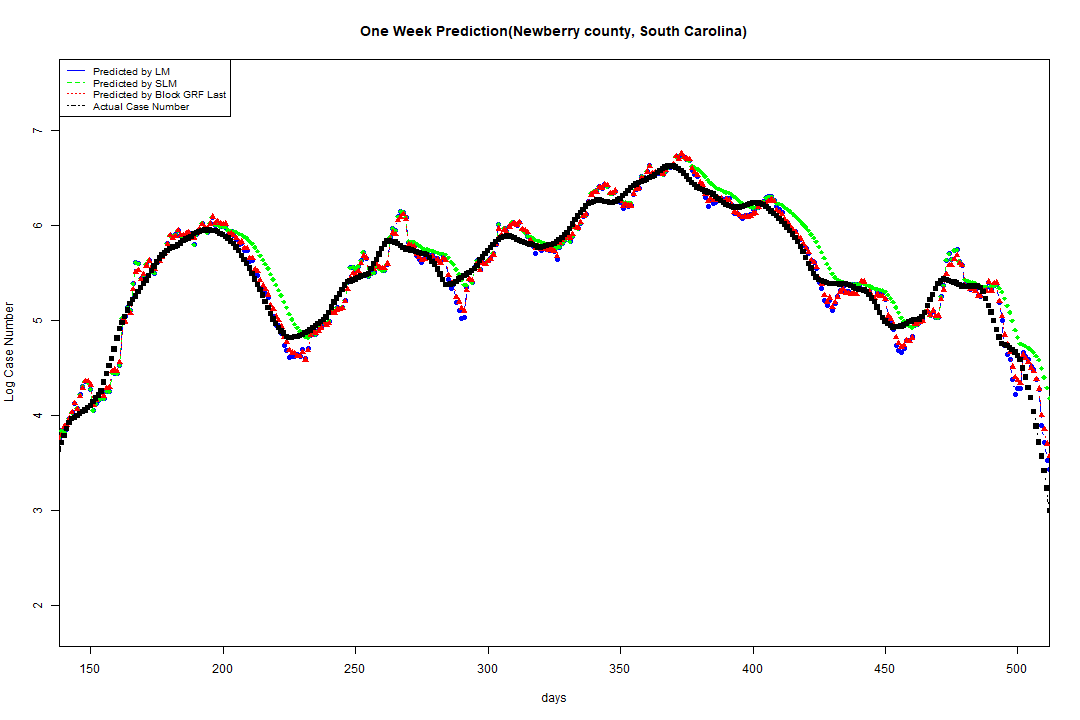 One Week Prediction(Newberry county, South Carolina)
Predicted by LM
Predicted by SLM
Predicted by Block GRF Last
Actual Case Number
7
6
5
4
3
2
Log Case Number
150 200 250 300 350 400 450 500
days